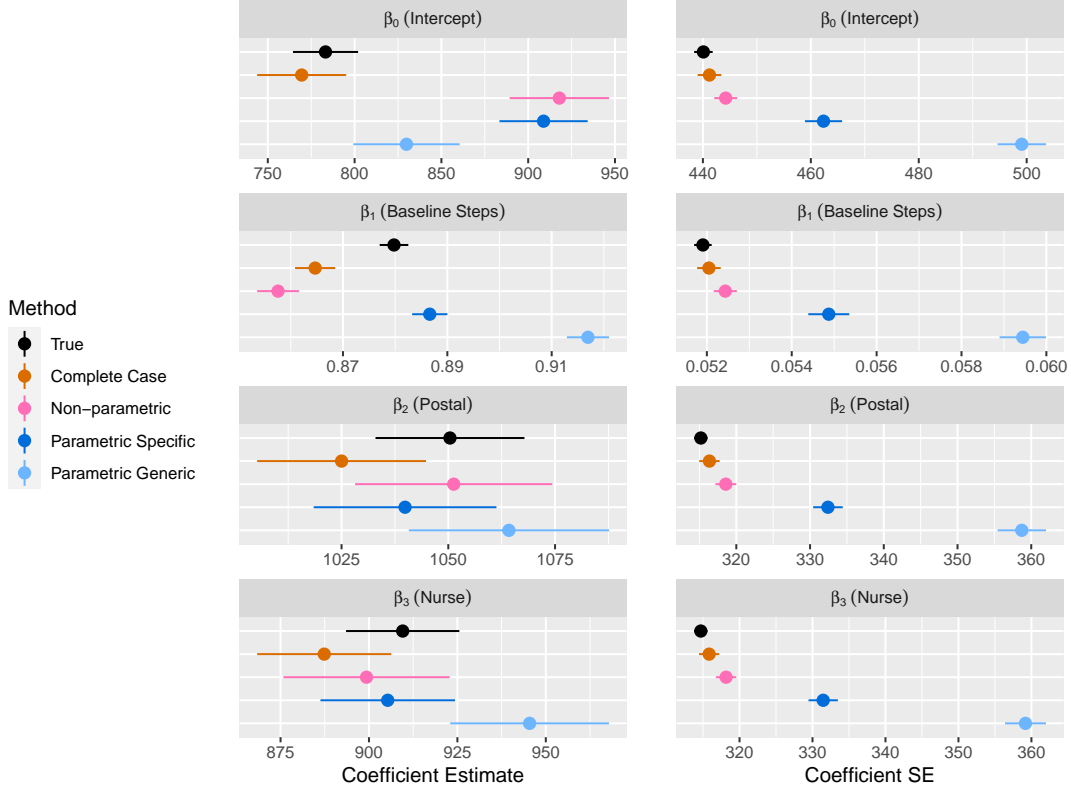 β₀ (Intercept)
750 800 850 900 950
β₁ (Baseline Steps)
0.87 0.89 0.91
β₂ (Postal)
1025 1050 1075
β₃ (Nurse)
875 900 925 950
Coefficient Estimate
β₀ (Intercept)
440 460 480 500
β₁ (Baseline Steps)
0.052 0.054 0.056 0.058 0.060
β₂ (Postal)
320 330 340 350 360
β₃ (Nurse)
320 330 340 350 360
Coefficient SE
Method
True
Complete Case
Non−parametric
Parametric Specific
Parametric Generic